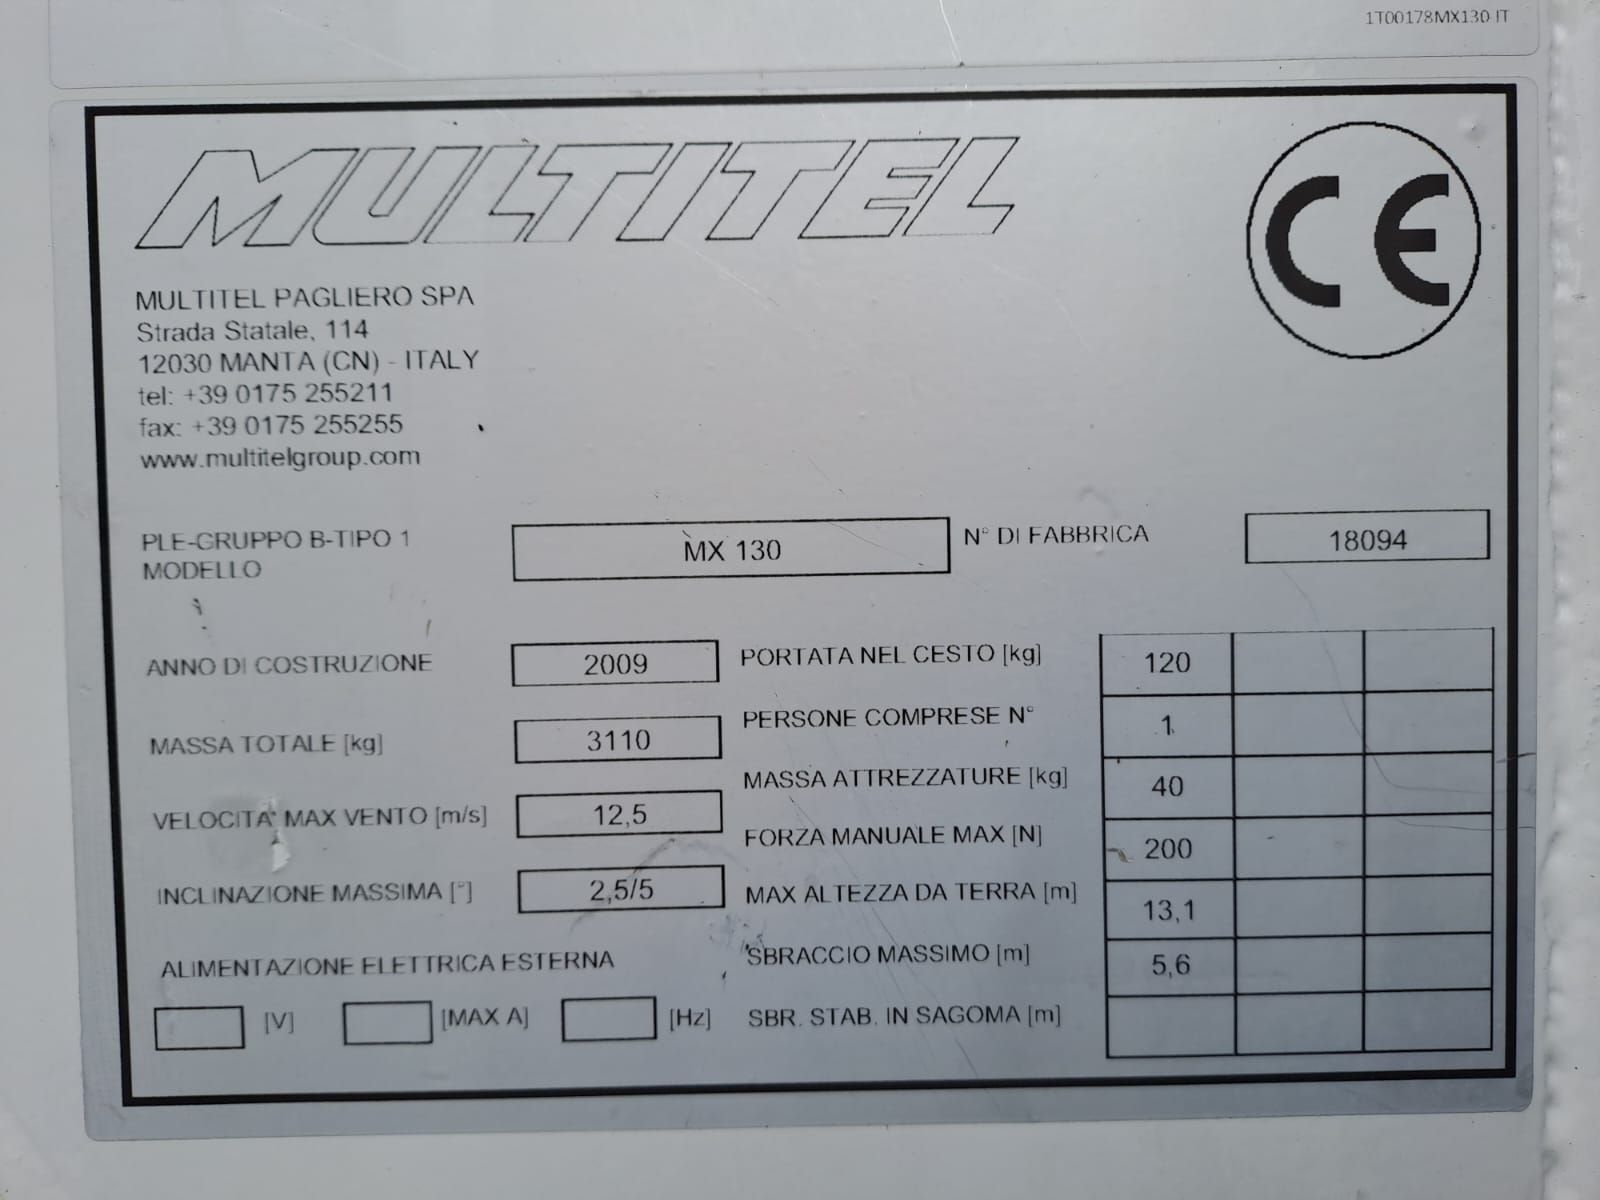 1T00178MX130 IT
MULTITEL
CE
MULTITEL PAGLIERO SPA
Strada Statale, 114
12030 MANTA (CN) - ITALY
tel: +39 0175 255211
fax: +39 0175 255255
www.multitelgroup.com
PLE-GRUPPO B-TIPO 1
MODELLO
MX 130
N° DI FABBRICA
18094
ANNO DI COSTRUZIONE 2009
MASSA TOTALE [kg] 3110
VELOCITA' MAX VENTO [m/s] 12,5
INCLINAZIONE MASSIMA [°] 2,5/5
ALIMENTAZIONE ELETTRICA ESTERNA
[V] [MAX A] [Hz]
PORTATA NEL CESTO [kg] 120
PERSONE COMPRESE N° 1
MASSA ATTREZZATURE [kg] 40
FORZA MANUALE MAX [N] 200
MAX ALTEZZA DA TERRA [m] 13,1
SBRACCIO MASSIMO [m] 5,6
SBR. STAB. IN SAGOMA [m]